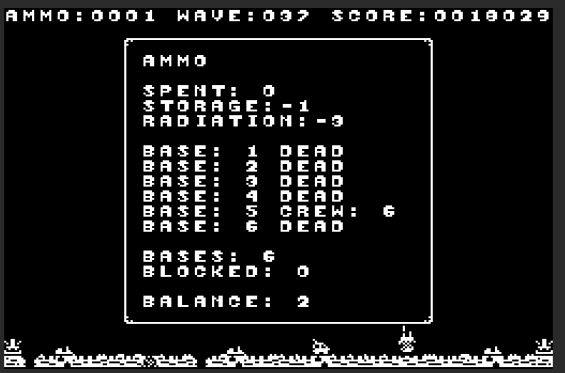 AMMO:0001 WAVE:037 SCORE:0018029
AMMO
SPENT: 0
STORAGE:-1
RADIATION:-3
BASE: 1 DEAD
BASE: 2 DEAD
BASE: 3 DEAD
BASE: 4 DEAD
BASE: 5 CREW: 6
BASE: 6 DEAD
BASES: 6
BLOCKED: 0
BALANCE: 2